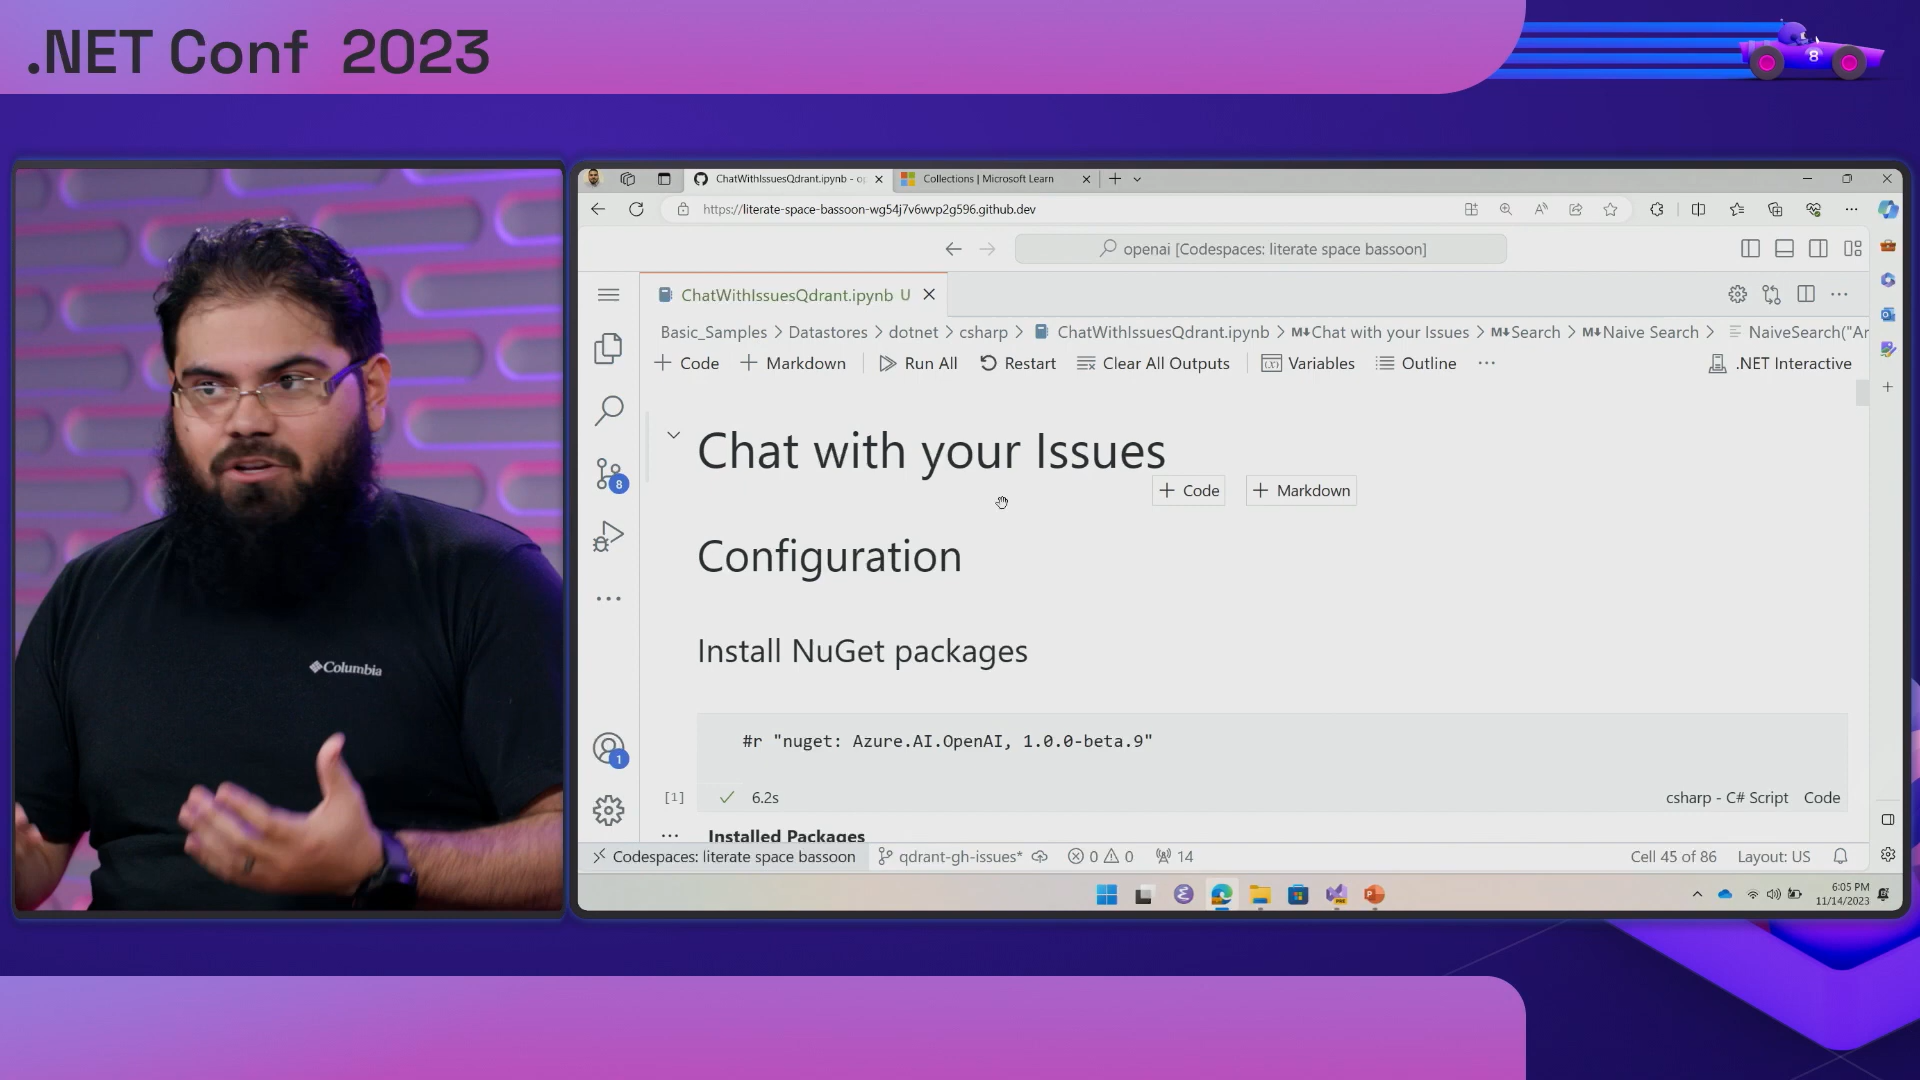 .NET Conf 2023
8
ChatWithIssuesQdrant.ipynb - o
Collections | Microsoft Learn
https://literate-space-bassoon-wg54j7v6wvp2g596.github.dev
openai [Codespaces: literate space bassoon]
ChatWithIssuesQdrant.ipynb U
Basic_Samples > Datastores > dotnet > csharp > ChatWithIssuesQdrant.ipynb > M↓Chat with your Issues > M↓Search > M↓Naive Search > NaiveSearch("Ar
+ Code + Markdown Run All Restart Clear All Outputs Variables Outline ... .NET Interactive
Chat with your Issues
+ Code + Markdown
8
Configuration
Install NuGet packages
#r "nuget: Azure.AI.OpenAI, 1.0.0-beta.9"
1
[1] ✓ 6.2s csharp - C# Script Code
Installed Packages
Codespaces: literate space bassoon qdrant-gh-issues* 0 0 14 Cell 45 of 86 Layout: US
6:05 PM
11/14/2023
Columbia